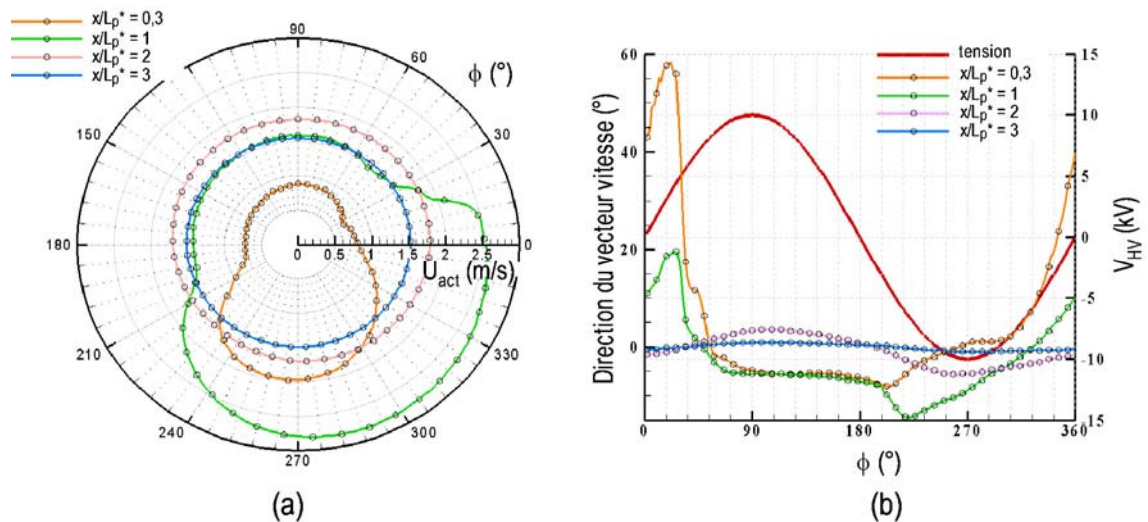 x/Lp* = 0,3
x/Lp* = 1
x/Lp* = 2
x/Lp* = 3
90
60
ϕ (°)
30
150
180
0 0.5 1 1.5 2 2.5 0
Uact (m/s)
210
330
240
300
270
(a)
60
40
20
0
Direction du vecteur vitesse (°)
tension
x/Lp* = 0,3
x/Lp* = 1
x/Lp* = 2
x/Lp* = 3
15
10
5
0
-5
-10
-15
VHV (kV)
0 90 180 270 360
ϕ (°)
(b)